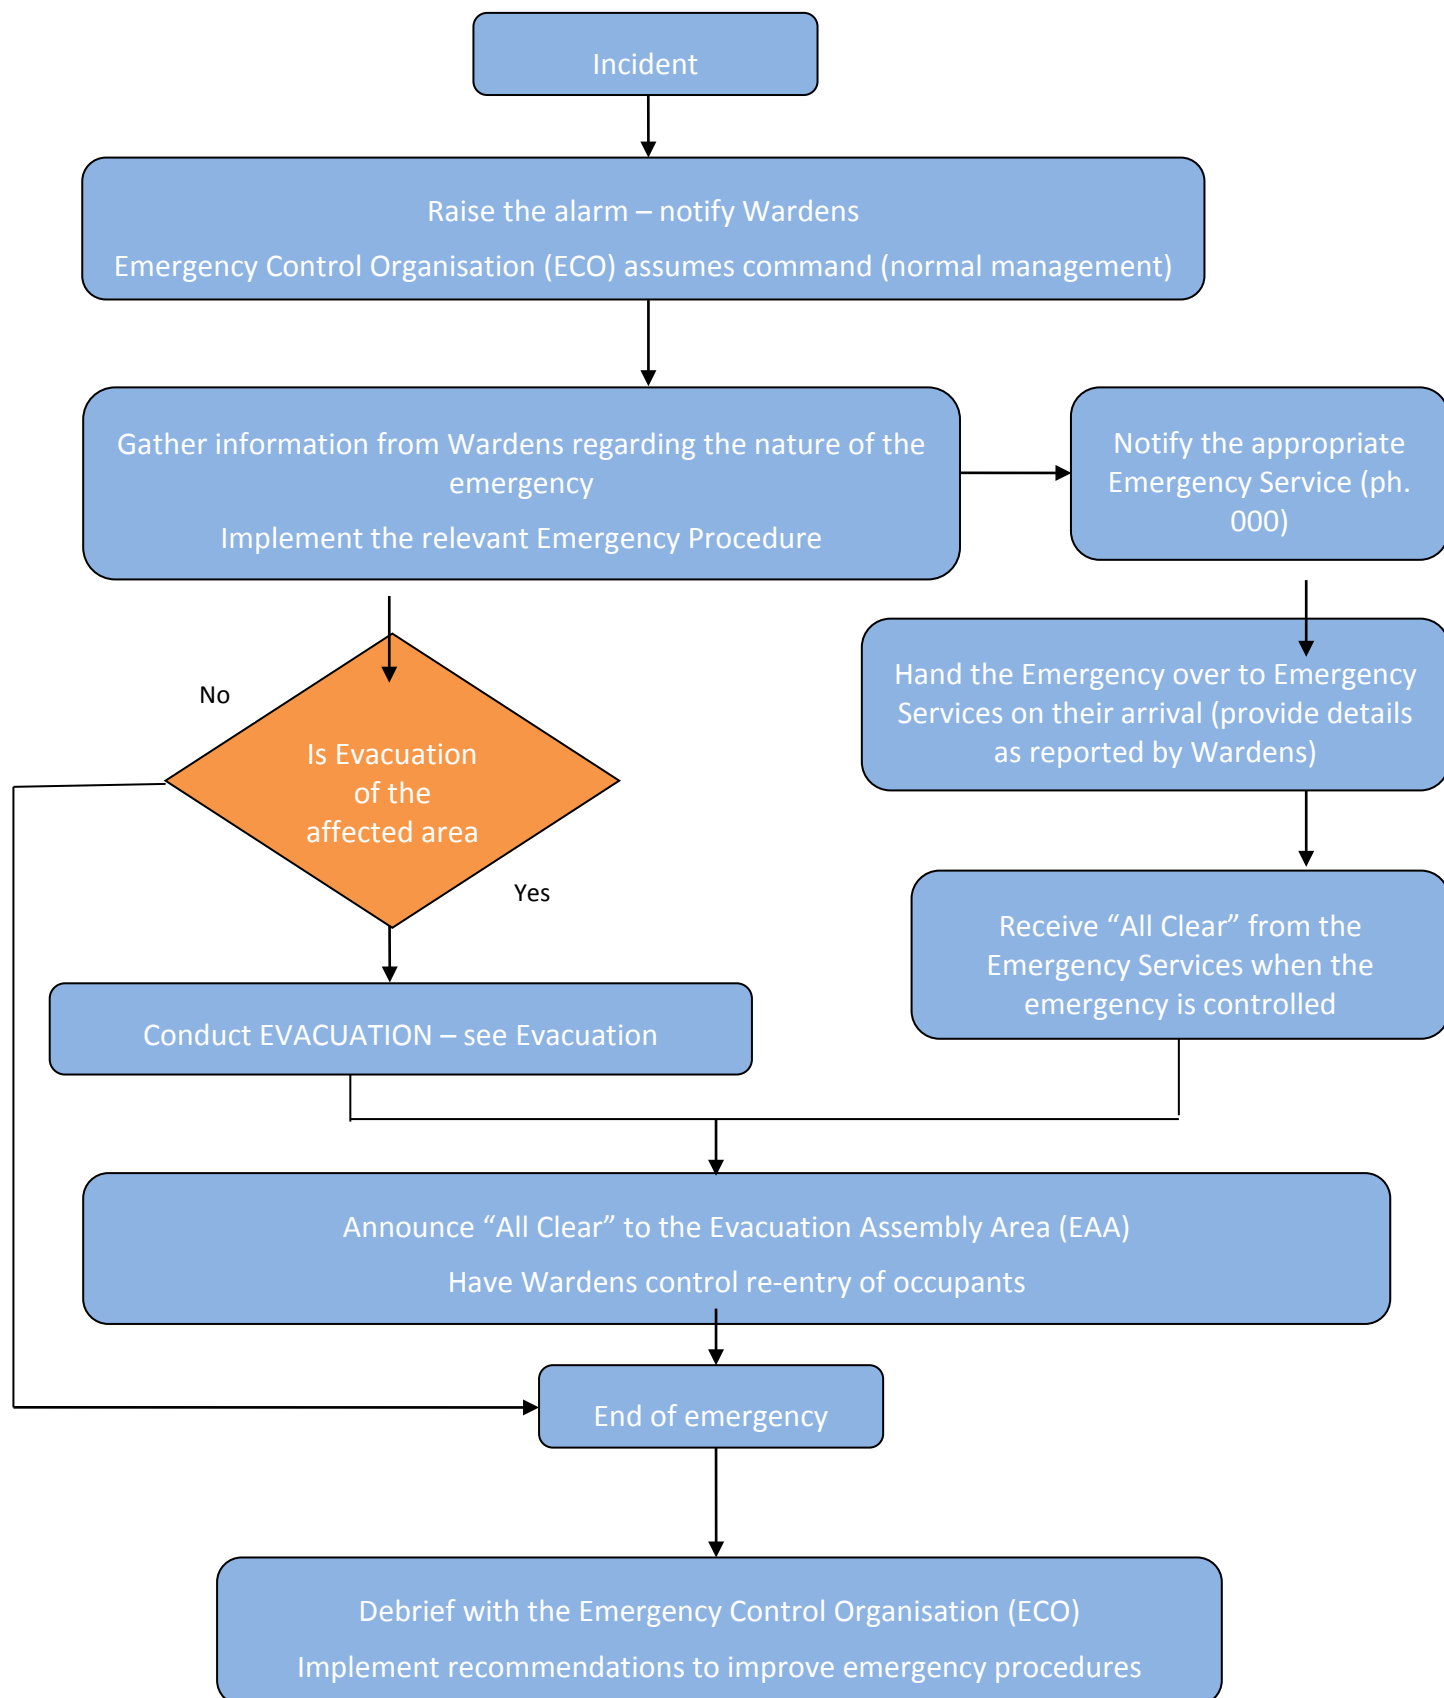 Incident
Raise the alarm – notify Wardens
Emergency Control Organisation (ECO) assumes command (normal management)
Gather information from Wardens regarding the nature of the
emergency
Implement the relevant Emergency Procedure
Notify the appropriate
Emergency Service (ph.
000)
Hand the Emergency over to Emergency
Services on their arrival (provide details
as reported by Wardens)
No
Is Evacuation
of the
affected area
Yes
Receive “All Clear” from the
Emergency Services when the
emergency is controlled
Conduct EVACUATION – see Evacuation
Announce “All Clear” to the Evacuation Assembly Area (EAA)
Have Wardens control re-entry of occupants
End of emergency
Debrief with the Emergency Control Organisation (ECO)
Implement recommendations to improve emergency procedures